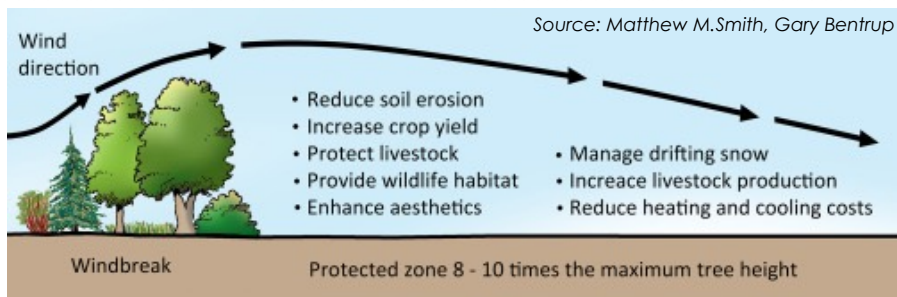 Source: Matthew M.Smith, Gary Bentrup
Wind
direction
• Reduce soil erosion
• Increase crop yield
• Protect livestock
• Provide wildlife habitat
• Enhance aesthetics
• Manage drifting snow
• Increace livestock production
• Reduce heating and cooling costs
Windbreak
Protected zone 8 - 10 times the maximum tree height